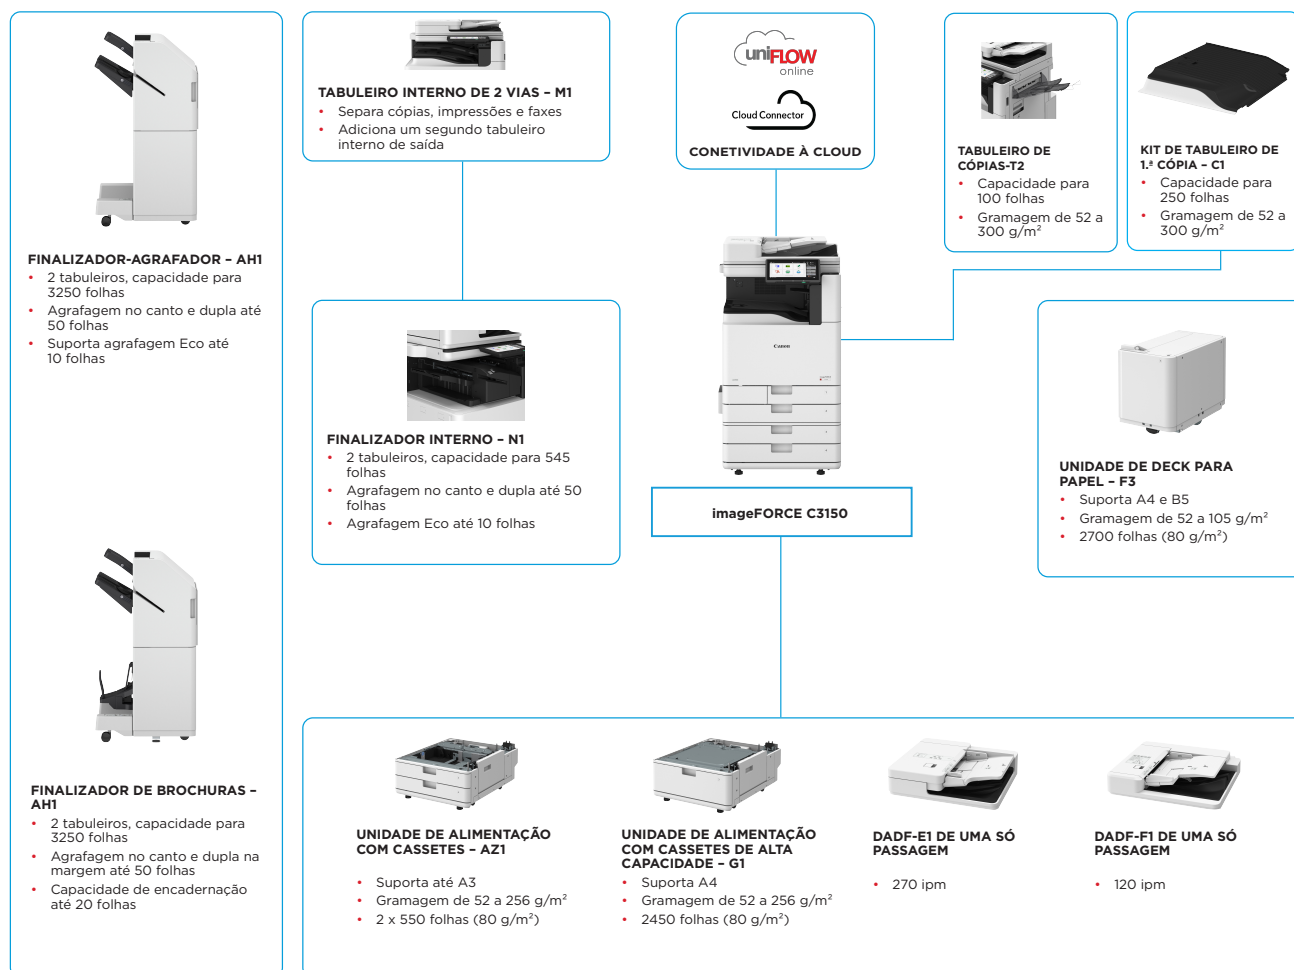 FINALIZADOR-AGRAFADOR – AH1
• 2 tabuleiros, capacidade para
3250 folhas
• Agrafagem no canto e dupla até
50 folhas
• Suporta agrafagem Eco até
10 folhas
FINALIZADOR DE BROCHURAS –
AH1
• 2 tabuleiros, capacidade para
3250 folhas
• Agrafagem no canto e dupla na
margem até 50 folhas
• Capacidade de encadernação
até 20 folhas
TABULEIRO INTERNO DE 2 VIAS – M1
• Separa cópias, impressões e faxes
• Adiciona um segundo tabuleiro
interno de saída
FINALIZADOR INTERNO – N1
• 2 tabuleiros, capacidade para 545
folhas
• Agrafagem no canto e dupla até 50
folhas
• Agrafagem Eco até 10 folhas
uniFLOW
online
Cloud Connector
CONETIVIDADE À CLOUD
Canon
imageFORCE C3150
TABULEIRO DE
CÓPIAS-T2
• Capacidade para
100 folhas
• Gramagem de 52 a
300 g/m²
KIT DE TABULEIRO DE
1.ª CÓPIA – C1
• Capacidade para
250 folhas
• Gramagem de 52 a
300 g/m²
UNIDADE DE DECK PARA
PAPEL – F3
• Suporta A4 e B5
• Gramagem de 52 a 105 g/m²
• 2700 folhas (80 g/m²)
UNIDADE DE ALIMENTAÇÃO
COM CASSETES – AZ1
• Suporta até A3
• Gramagem de 52 a 256 g/m²
• 2 x 550 folhas (80 g/m²)
UNIDADE DE ALIMENTAÇÃO
COM CASSETES DE ALTA
CAPACIDADE – G1
• Suporta A4
• Gramagem de 52 a 256 g/m²
• 2450 folhas (80 g/m²)
DADF-E1 DE UMA SÓ
PASSAGEM
• 270 ipm
DADF-F1 DE UMA SÓ
PASSAGEM
• 120 ipm